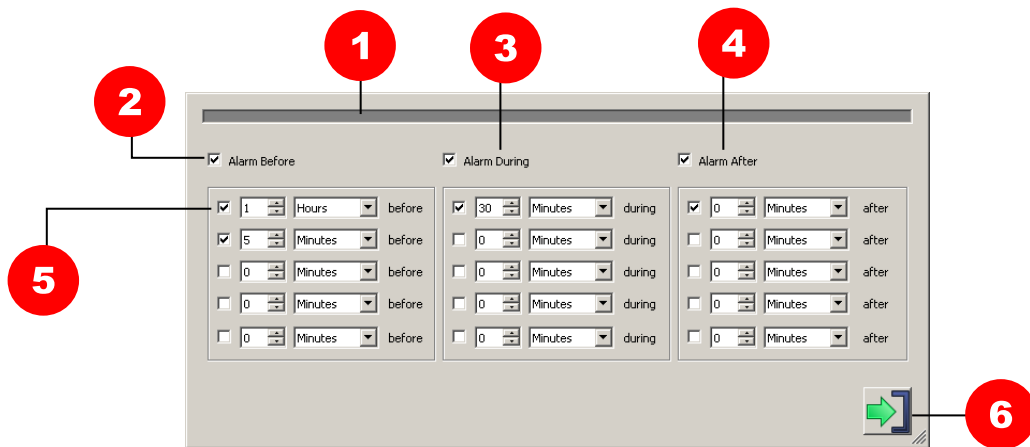 1
3
4
2
Alarm Before Alarm During Alarm After
1 Hours before 30 Minutes during 0 Minutes after
5 Minutes before 0 Minutes during 0 Minutes after
0 Minutes before 0 Minutes during 0 Minutes after
0 Minutes before 0 Minutes during 0 Minutes after
0 Minutes before 0 Minutes during 0 Minutes after
5
6